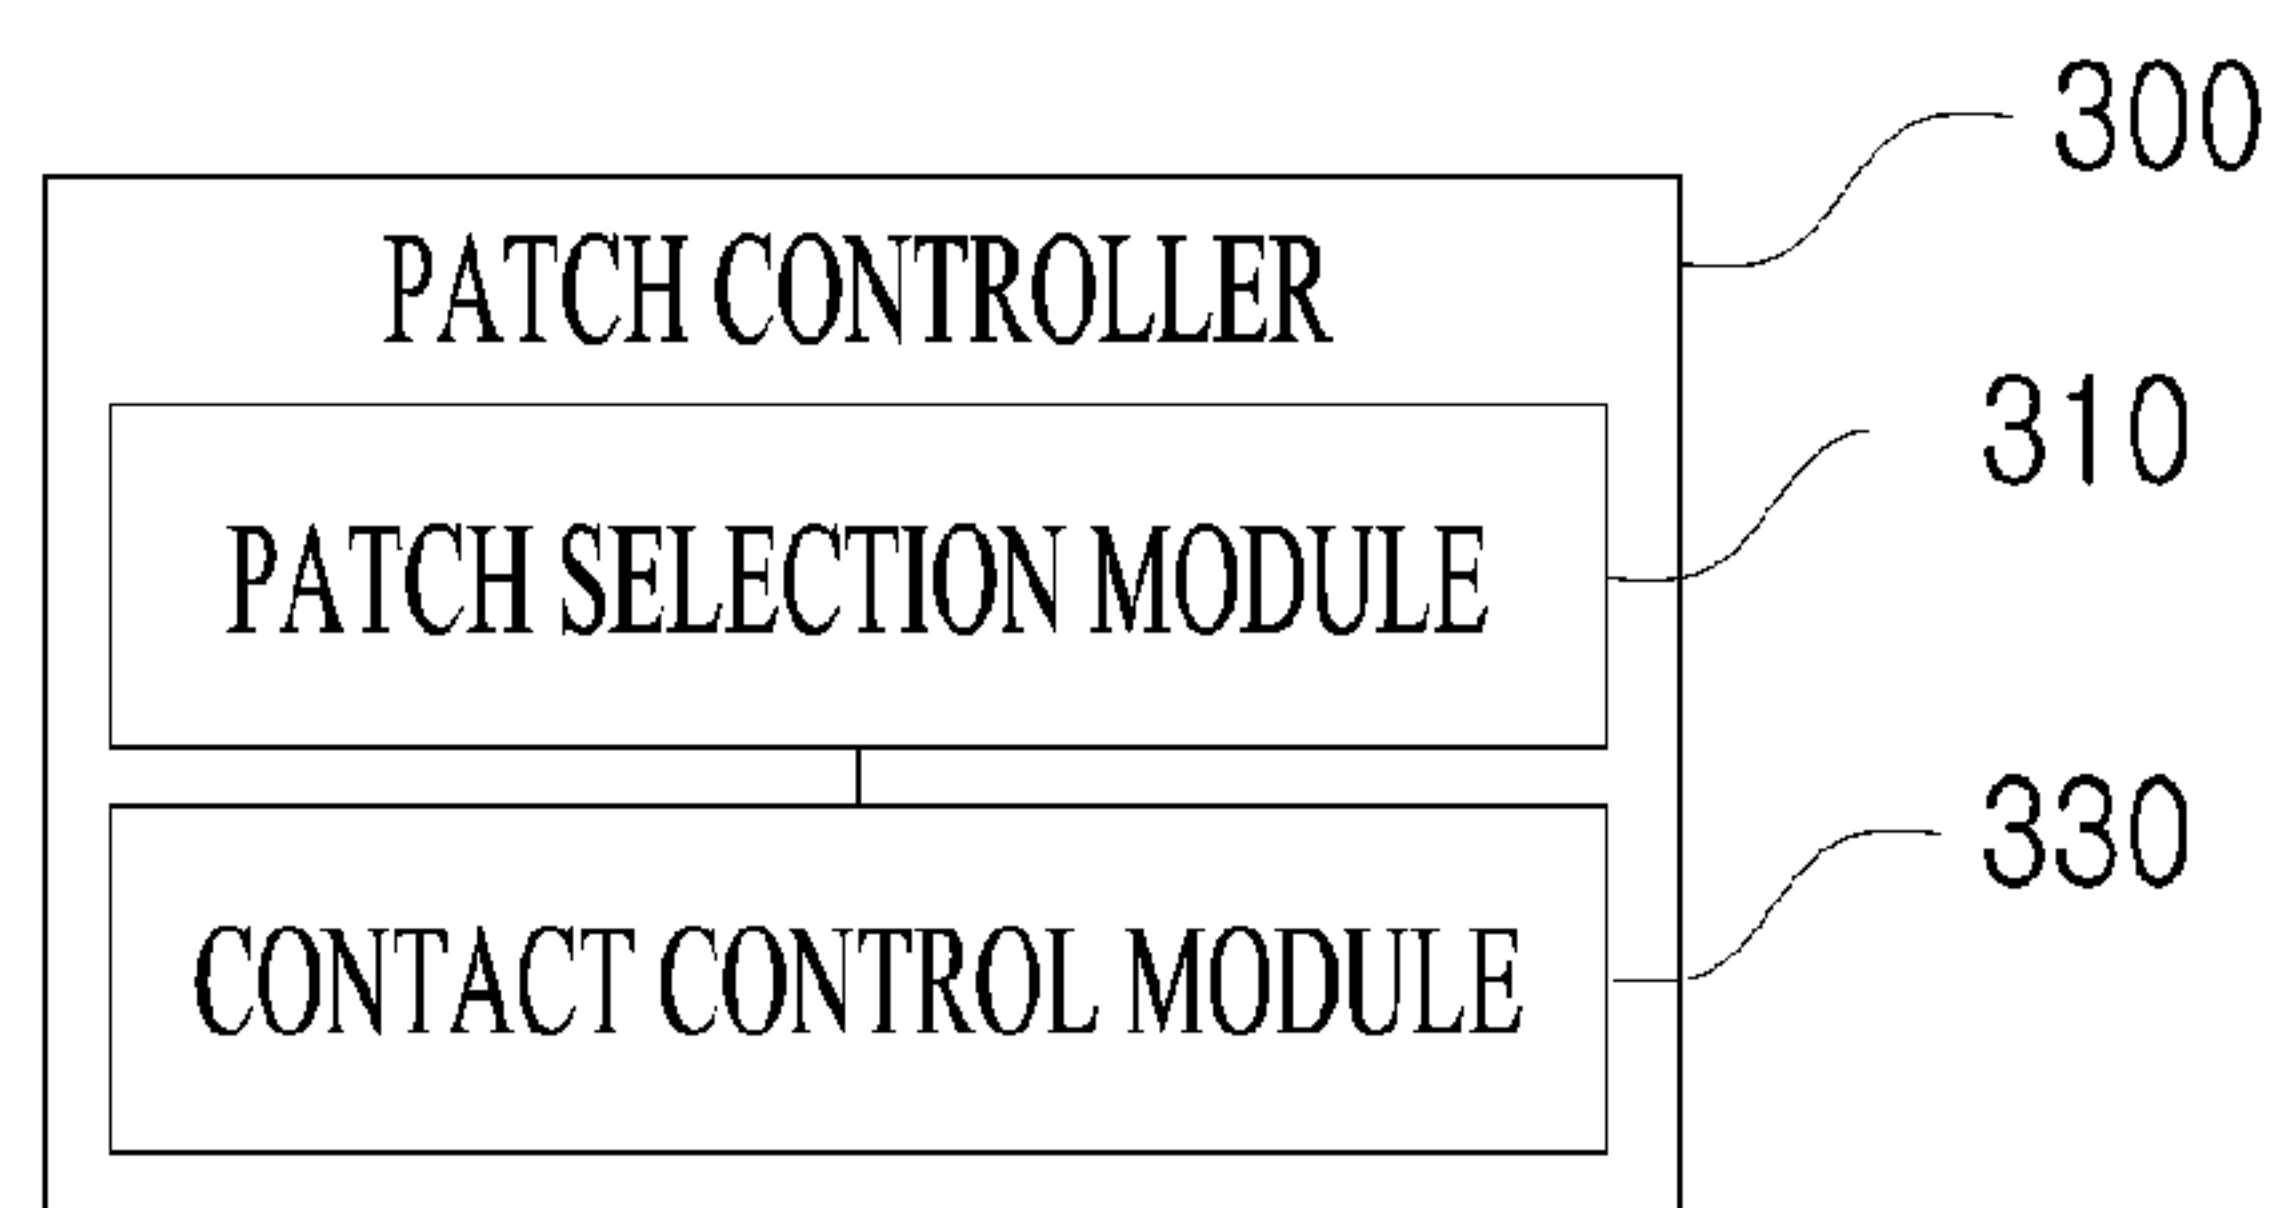 300
PATCH CONTROLLER
310
PATCH SELECTION MODULE
330
CONTACT CONTROL MODULE